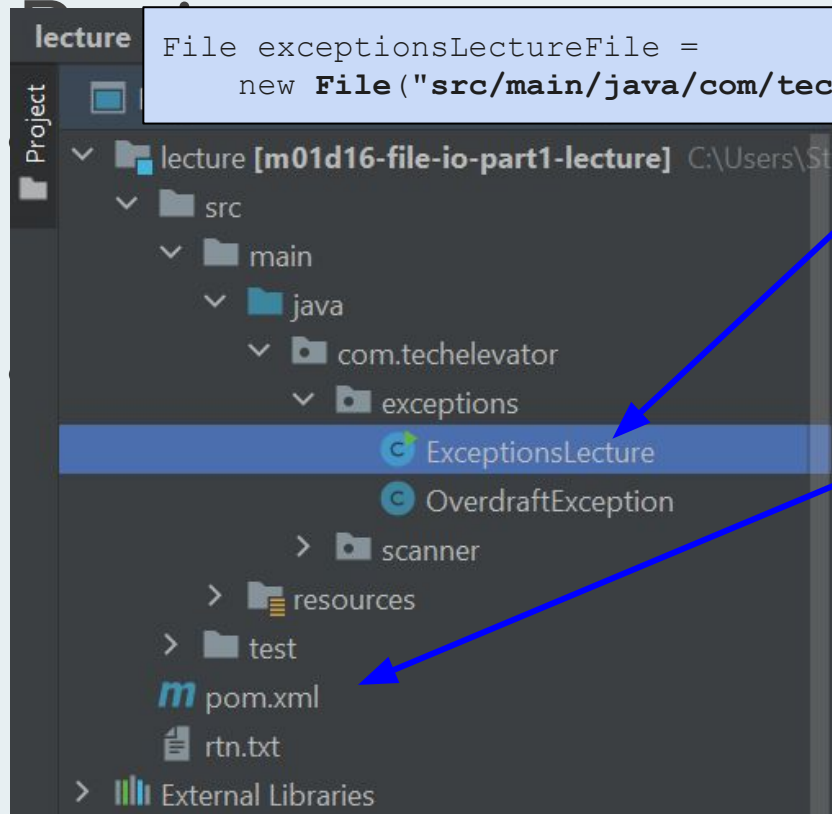 lecture
File exceptionsLectureFile =
new File("src/main/java/com/tec
Project
lecture [m01d16-file-io-part1-lecture] C:\Users\St
src
main
java
com.techelevator
exceptions
ExceptionsLecture
OverdraftException
scanner
resources
test
pom.xml
rtn.txt
External Libraries